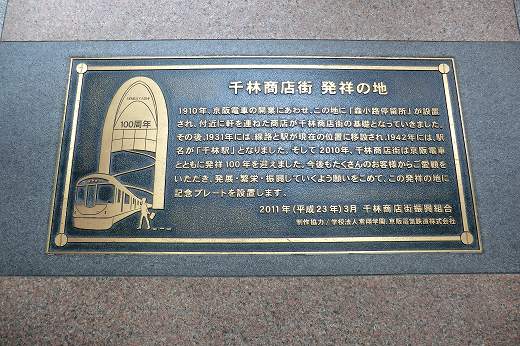 千林商店街 発祥の地
100周年
1910年、京阪電車の開業にあわせ、この地に「森小路停留所」が設置
され、付近に軒を連ねた商店が千林商店街の基礎となっていきました。
その後、1931年には、線路と駅が現在の位置に移設され、1942年には、駅
名が「千林駅」となりました。そして2010年、千林商店街は京阪電車
とともに発祥100年を迎えました。今後もたくさんのお客様からご愛顧を
いただき、発展・繁栄・振興していくよう願いをこめて、この発祥の地に
記念プレートを設置します。
2011年(平成23年)3月 千林商店街振興組合
制作協力/学校法人東翔学園、京阪電気鉄道株式会社